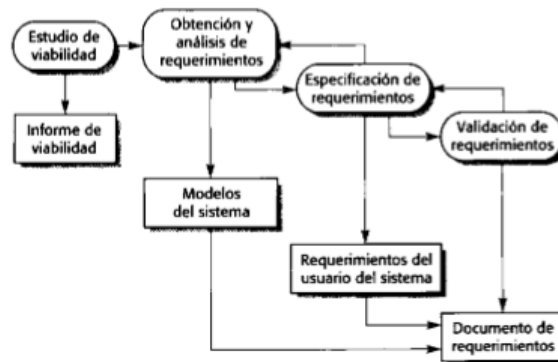 Estudio de
viabilidad
Obtención y
análisis de
requerimientos
Especificación de
requerimientos
Informe de
viabilidad
Validación de
requerimientos
Modelos
del sistema
Requerimientos del
usuario del sistema
Documento de
requerimientos